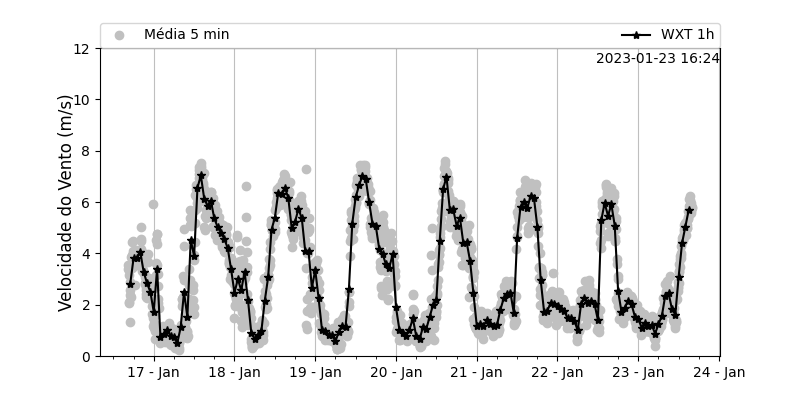 Média 5 min
WXT 1h
2023-01-23 16:24
Velocidade do Vento (m/s)
12
10
8
6
4
2
0
17 - Jan
18 - Jan
19 - Jan
20 - Jan
21 - Jan
22 - Jan
23 - Jan
24 - Jan